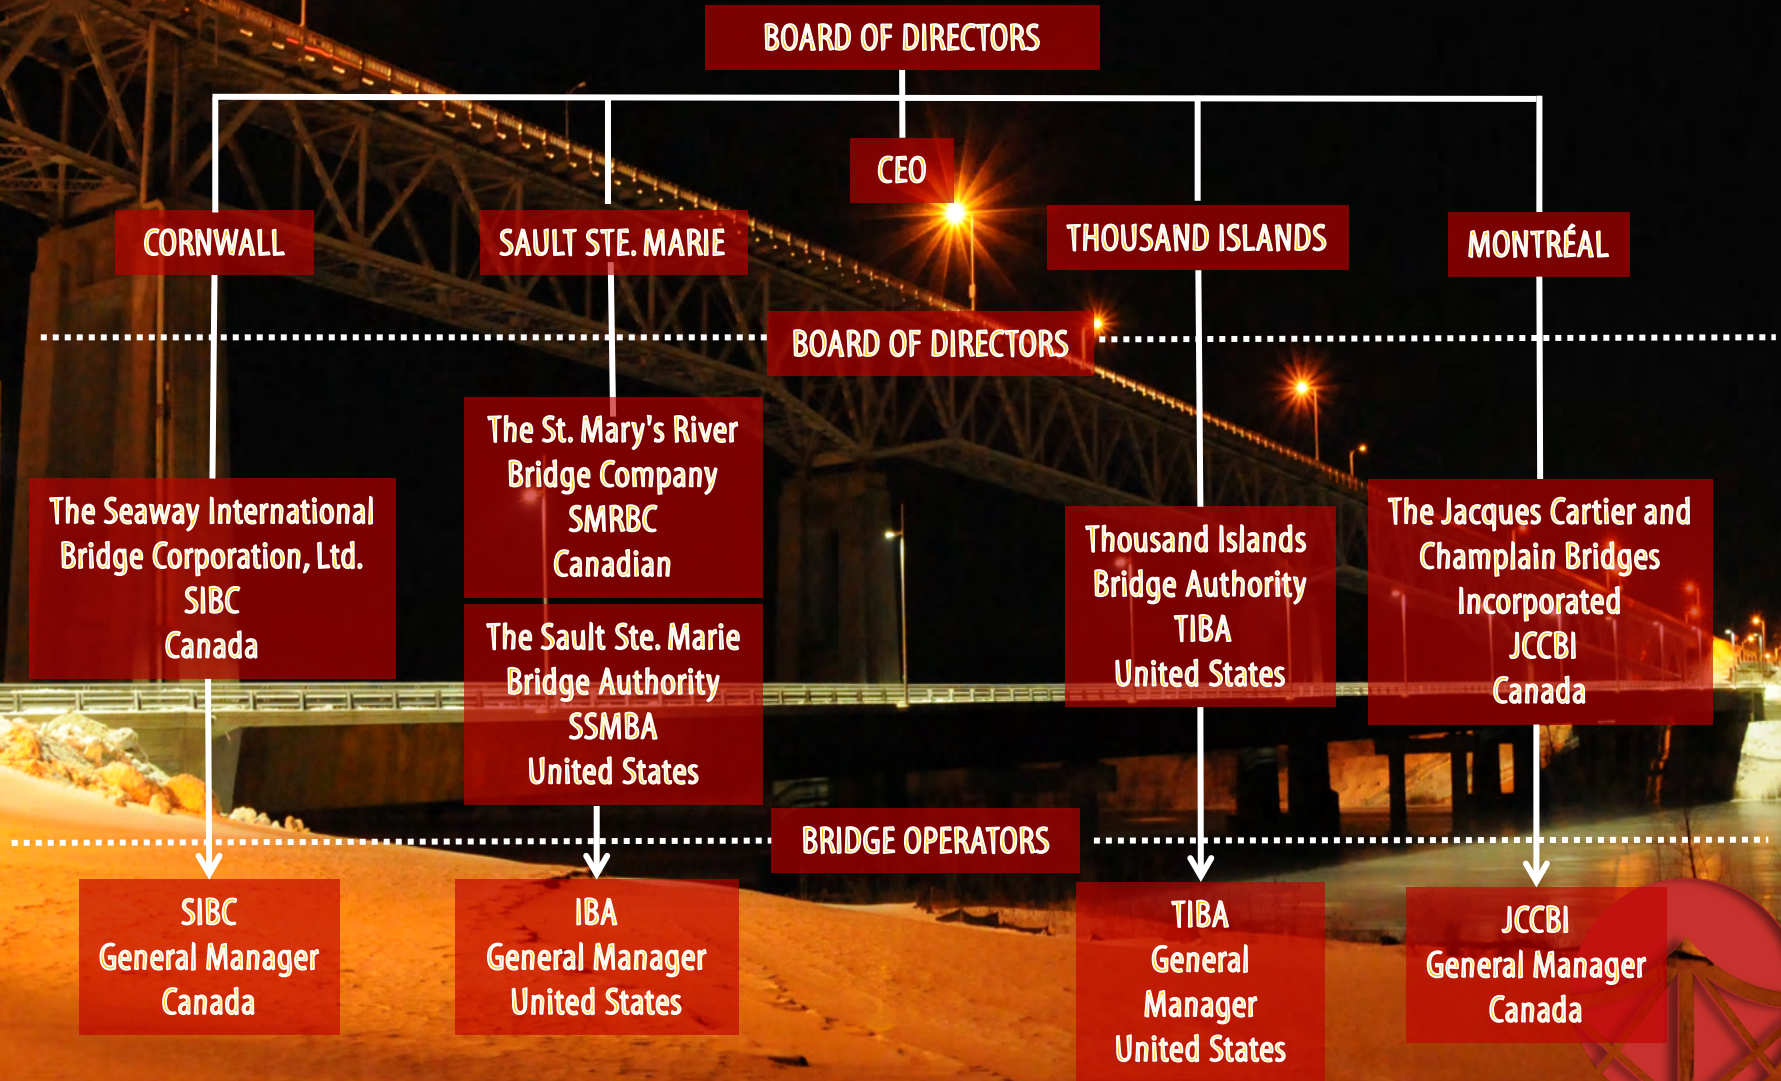 BOARD OF DIRECTORS
CEO
CORNWALL
SAULT STE. MARIE
THOUSAND ISLANDS
MONTRÉAL
BOARD OF DIRECTORS
The Seaway International
Bridge Corporation, Ltd.
SIBC
Canada
The St. Mary's River
Bridge Company
SMRBC
Canadian
The Sault Ste. Marie
Bridge Authority
SSMBA
United States
Thousand Islands
Bridge Authority
TIBA
United States
The Jacques Cartier and
Champlain Bridges
Incorporated
JCCBI
Canada
BRIDGE OPERATORS
SIBC
General Manager
Canada
IBA
General Manager
United States
TIBA
General
Manager
United States
JCCBI
General Manager
Canada